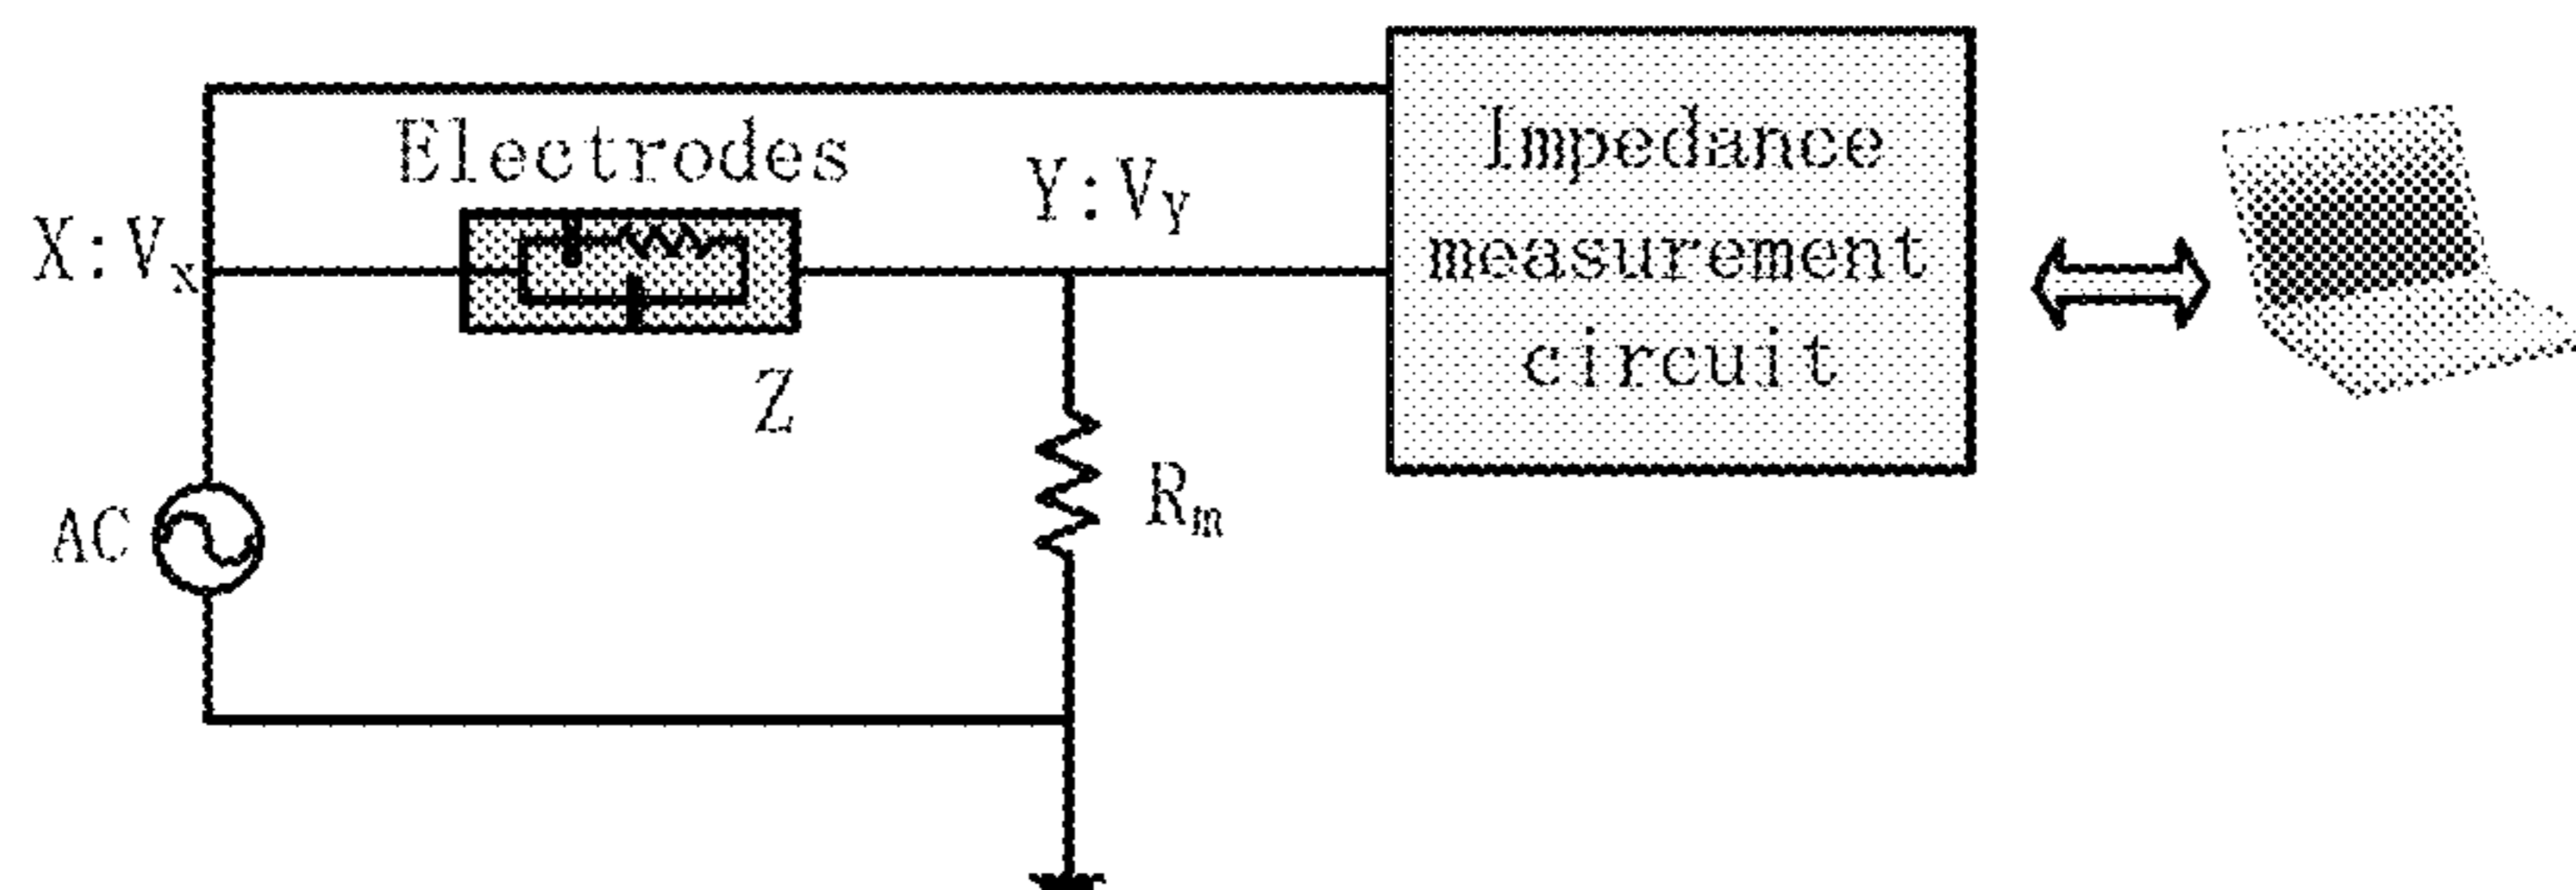 Electrodes
X:Vx
Y:VY
Z
AC
Rm
Impedance
measurement
circuit